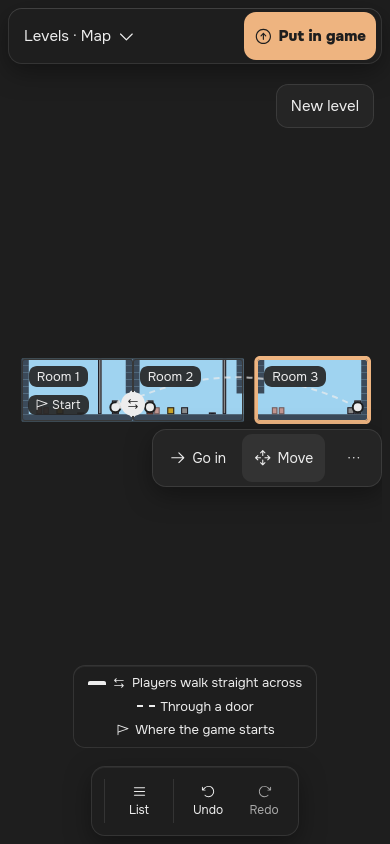 Levels · Map
Put in game
New level
Room 1
Room 2
Room 3
Start
Go in
Move
Players walk straight across
Through a door
Where the game starts
List
Undo
Redo